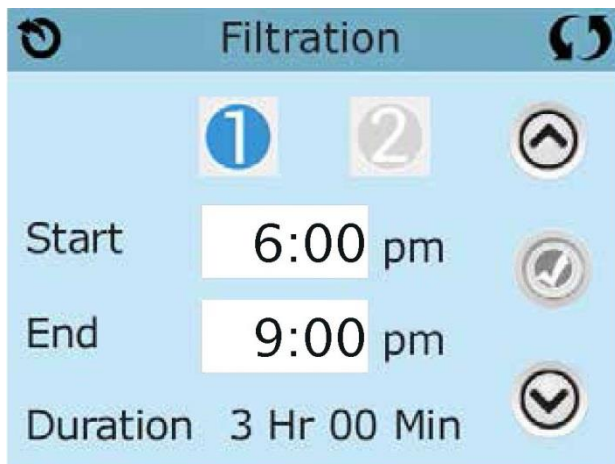 Filtration
1 2
Start 6:00 pm
End 9:00 pm
Duration 3 Hr 00 Min